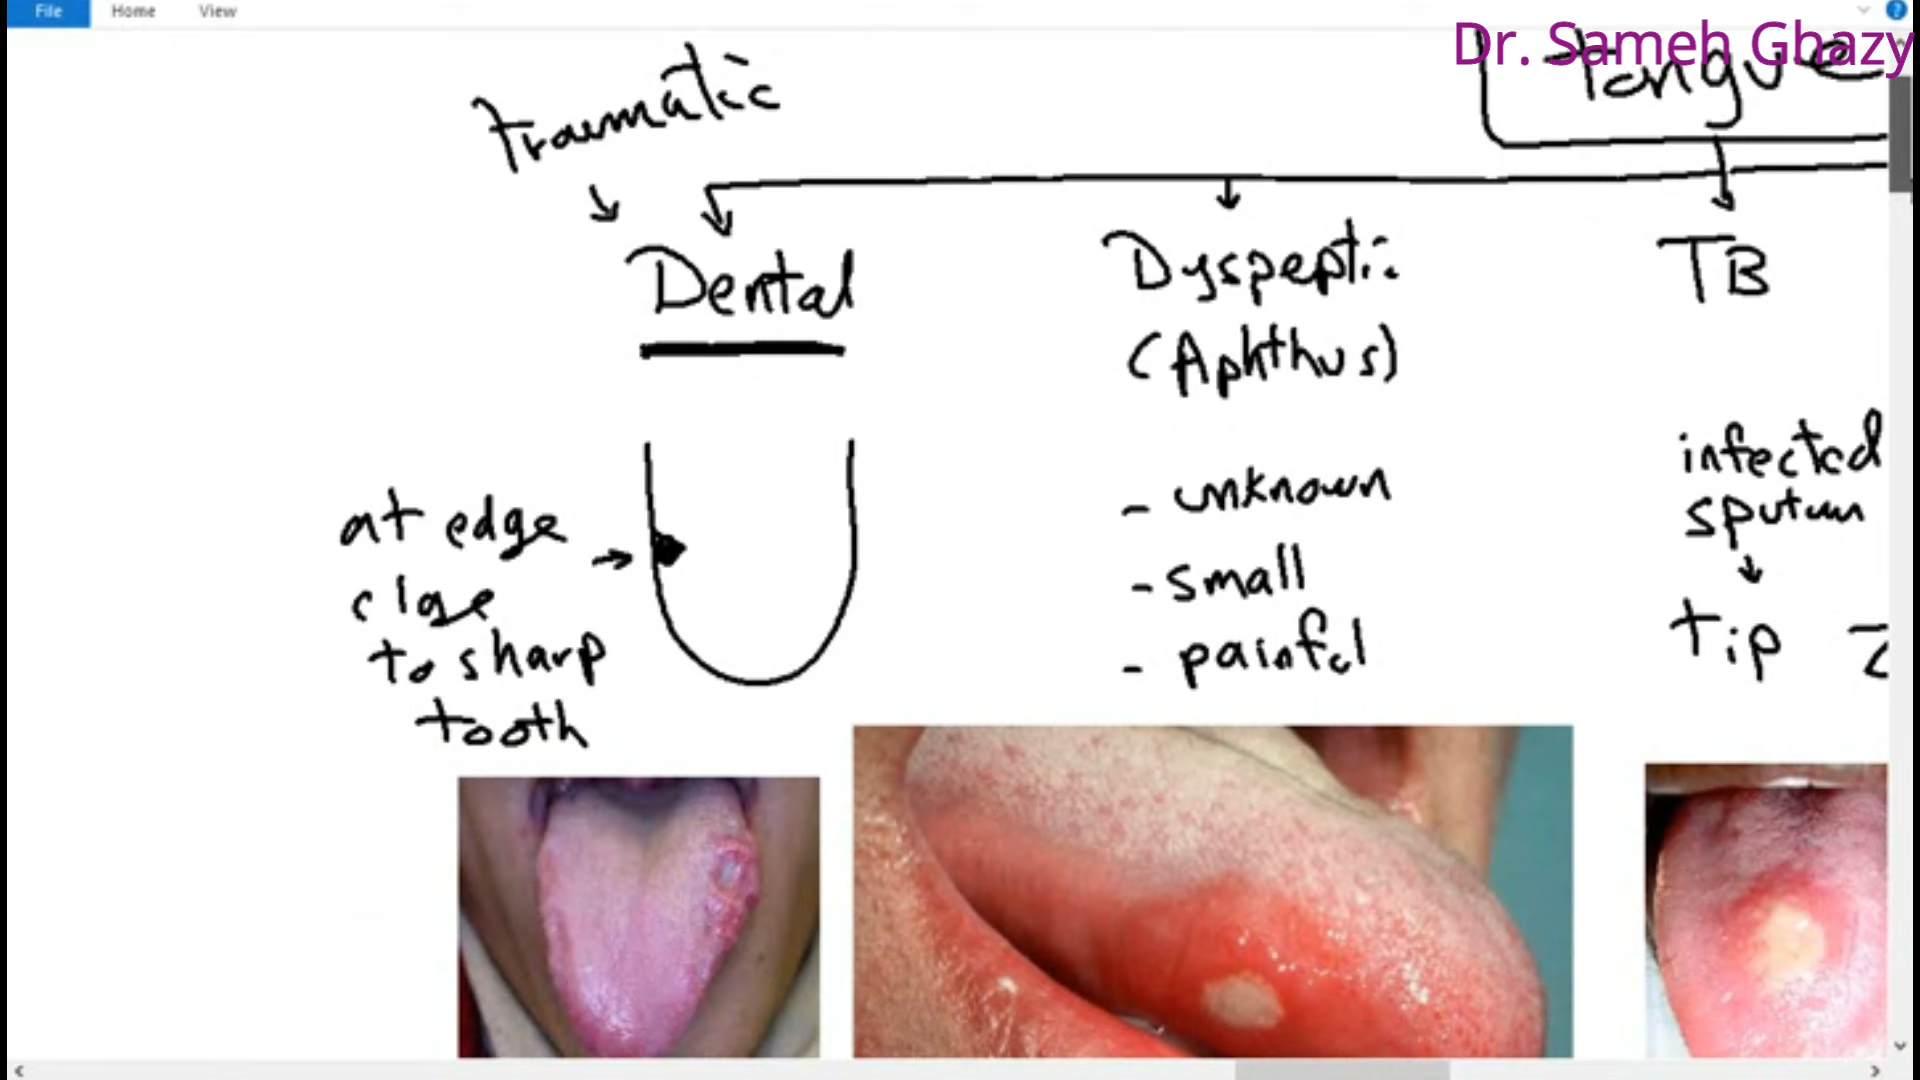 File Home View
Dr. Sameh Ghazy
tongue
traumatic
Dental
Dyspeptic
(Aphthus)
TB
at edge
close
to sharp
tooth
- unknown
- small
- painful
infected
sputum
tip